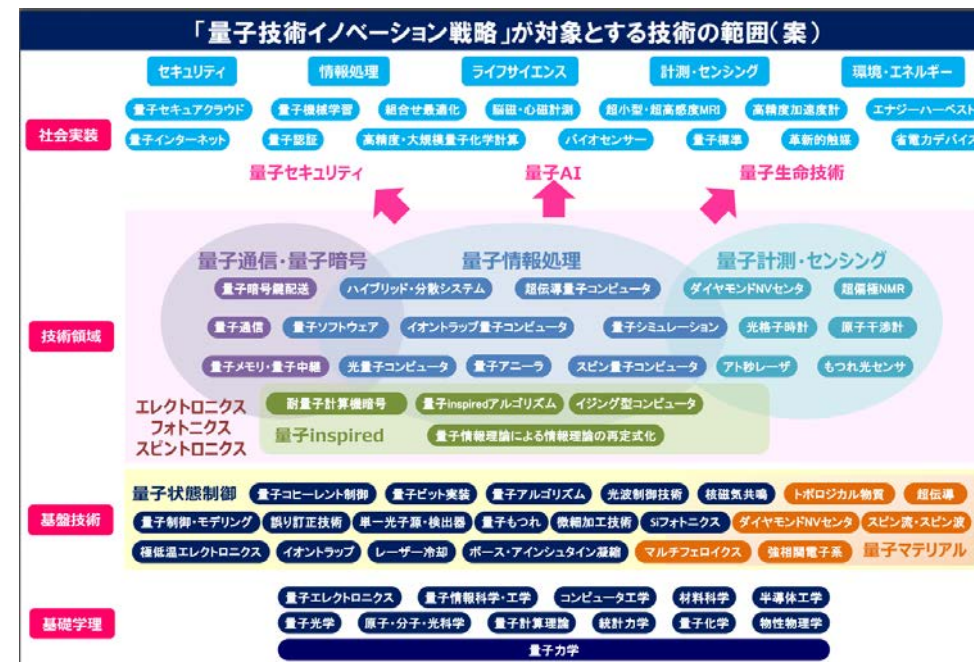 「量子技術イノベーション戦略」が対象とする技術の範囲(案)
セキュリティ 情報処理 ライフサイエンス 計測・センシング 環境・エネルギー
社会実装
量子セキュアクラウド 量子機械学習 組合せ最適化 脳磁・心磁計測 超小型・超高感度MRI 高精度加速度計 エナジーハーベスト
量子インターネット 量子認証 高精度・大規模量子化学計算 バイオセンサー 量子標準 革新的触媒 省電力デバイス
量子セキュリティ 量子AI 量子生命技術
技術領域
量子通信・量子暗号 量子情報処理 量子計測・センシング
量子暗号鍵配送 ハイブリッド・分散システム 超伝導量子コンピュータ ダイヤモンドNVセンタ 超偏極NMR
量子通信 量子ソフトウェア イオントラップ量子コンピュータ 量子シミュレーション 光格子時計 原子干渉計
量子メモリ・量子中継 光量子コンピュータ 量子アニーラ スピン量子コンピュータ アト秒レーザ もつれ光センサ
エレクトロニクス
フォトニクス
スピントロニクス
耐量子計算機暗号 量子inspiredアルゴリズム イジング型コンピュータ
量子inspired 量子情報理論による情報理論の再定式化
基盤技術
量子状態制御 量子コヒーレント制御 量子ビット実装 量子アルゴリズム 光波制御技術 核磁気共鳴 トポロジカル物質 超伝導
量子制御・モデリング 誤り訂正技術 単一光子源・検出器 量子もつれ 微細加工技術 Siフォトニクス ダイヤモンドNVセンタ スピン流・スピン波
極低温エレクトロニクス イオントラップ レーザー冷却 ボース・アインシュタイン凝縮 マルチフェロイクス 強相関電子系 量子マテリアル
基礎学理
量子エレクトロニクス 量子情報科学・工学 コンピュータ工学 材料科学 半導体工学
量子光学 原子・分子・光科学 量子計算理論 統計力学 量子化学 物性物理学
量子力学